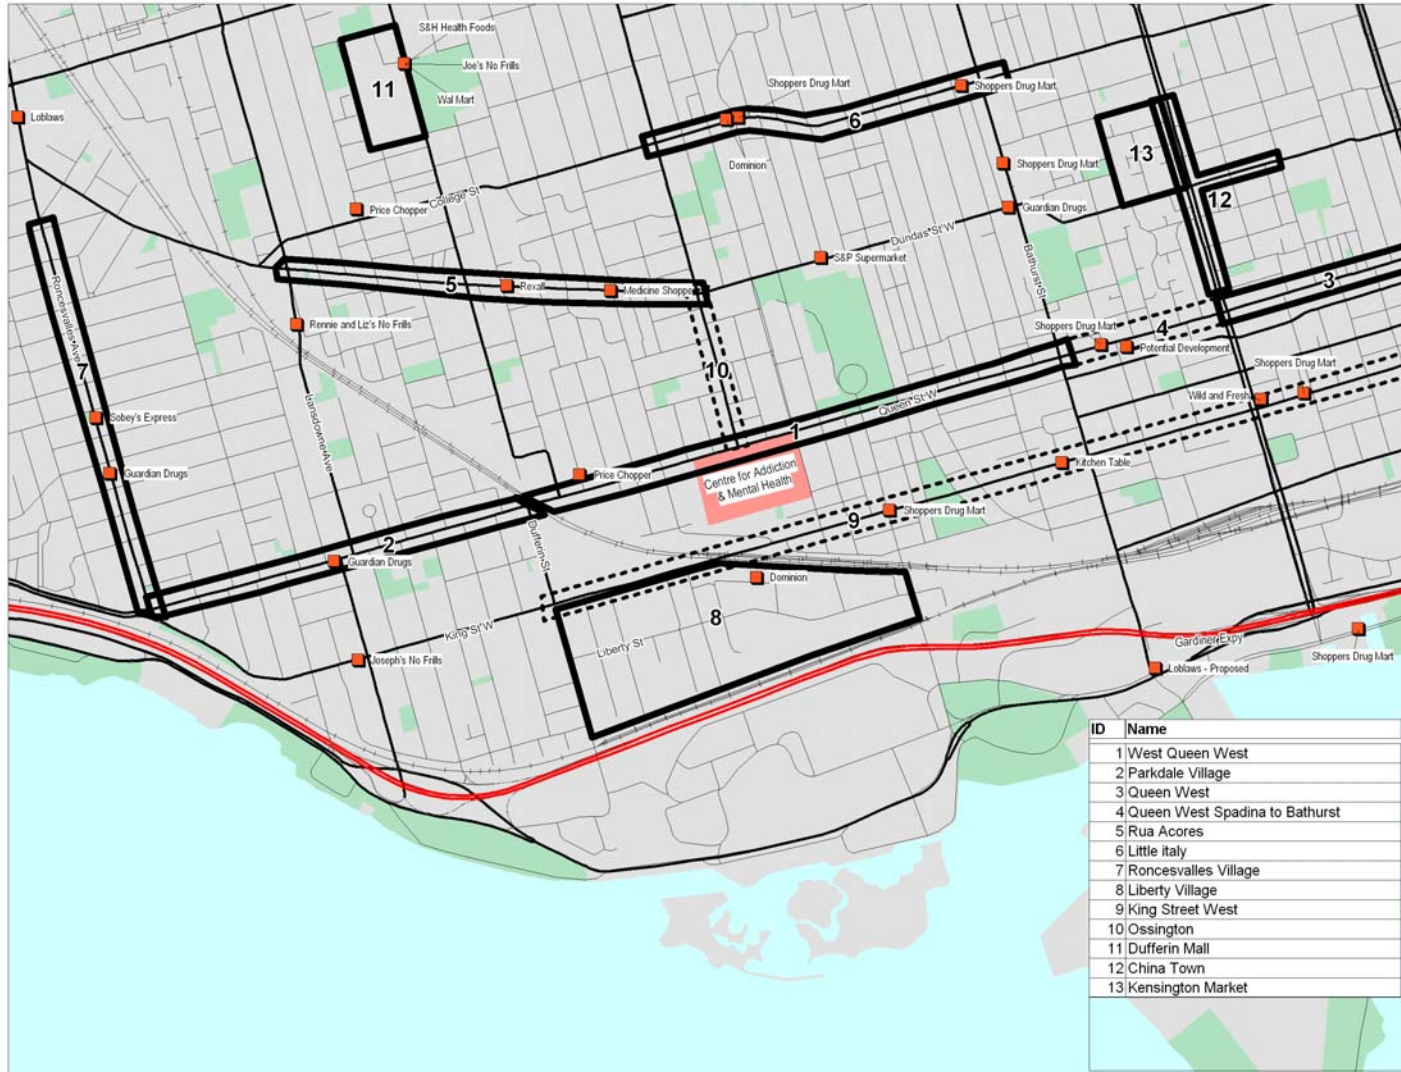 S&H Health Foods
Joe's No Frills
11
Wal Mart
Shoppers Drug Mart
Shoppers Drug Mart
Loblaws
6
Dominion
13
Shoppers Drug Mart
College St
Price Chopper
Guardian Drugs
12
Dundas St W
S&P Supermarket
Bathurst St
5
Rexall
Medicine Shoppe
3
Roncesvalles Ave
Rennie and Liz's No Frills
Shoppers Drug Mart
4
Potential Development
7
10
Shoppers Drug Mart
Wild and Fresh
Lansdowne Ave
Queen St W
Sobey's Express
1
Guardian Drugs
Price Chopper
Kitchen Table
Centre for Addiction
& Mental Health
Shoppers Drug Mart
9
Dufferin St
2
Guardian Drugs
Dominion
8
King St W
Liberty St
Gardiner Expy
Joseph's No Frills
Shoppers Drug Mart
Loblaws - Proposed
ID Name
1 West Queen West
2 Parkdale Village
3 Queen West
4 Queen West Spadina to Bathurst
5 Rua Acores
6 Little italy
7 Roncesvalles Village
8 Liberty Village
9 King Street West
10 Ossington
11 Dufferin Mall
12 China Town
13 Kensington Market